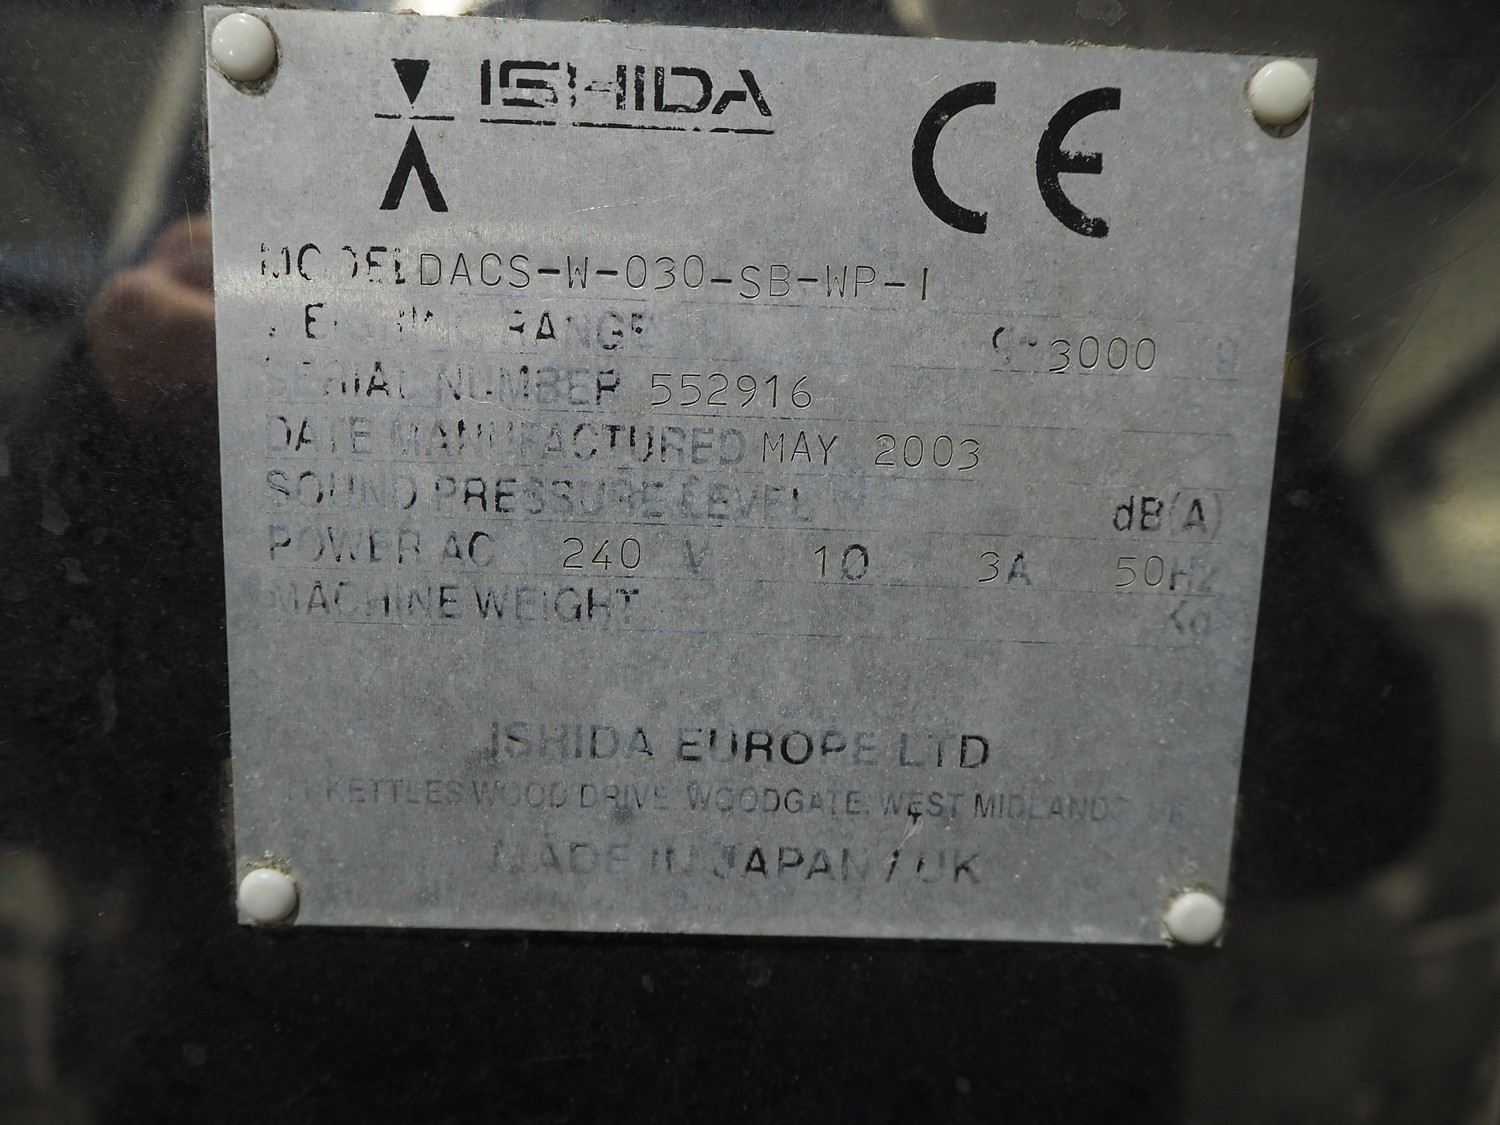 ISHIDA
CE
MODEL DACS-W-030-SB-WP-I
WEIGHING RANGE 3000 g
SERIAL NUMBER 552916
DATE MANUFACTURED MAY 2003
SOUND PRESSURE LEVEL dB(A)
POWER AC 240 V 10 3A 50Hz
MACHINE WEIGHT Kg
ISHIDA EUROPE LTD
KETTLES WOOD DRIVE, WOODGATE, WEST MIDLANDS
MADE IN JAPAN / UK